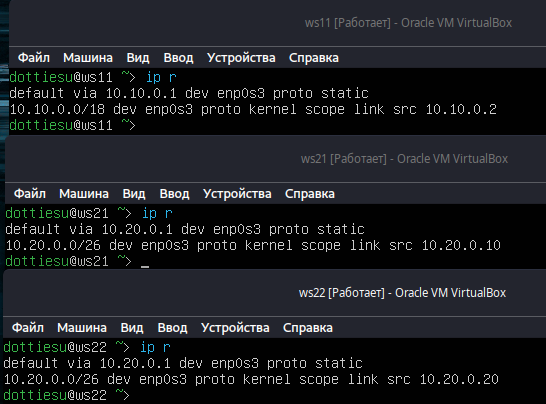 ws11 [Работает] - Oracle VM VirtualBox
Файл Машина Вид Ввод Устройства Справка
dottiesu@ws11 ~> ip r
default via 10.10.0.1 dev enp0s3 proto static
10.10.0.0/18 dev enp0s3 proto kernel scope link src 10.10.0.2
dottiesu@ws11 ~>
ws21 [Работает] - Oracle VM VirtualBox
Файл Машина Вид Ввод Устройства Справка
dottiesu@ws21 ~> ip r
default via 10.20.0.1 dev enp0s3 proto static
10.20.0.0/26 dev enp0s3 proto kernel scope link src 10.20.0.10
dottiesu@ws21 ~> _
ws22 [Работает] - Oracle VM VirtualBox
Файл Машина Вид Ввод Устройства Справка
dottiesu@ws22 ~> ip r
default via 10.20.0.1 dev enp0s3 proto static
10.20.0.0/26 dev enp0s3 proto kernel scope link src 10.20.0.20
dottiesu@ws22 ~>